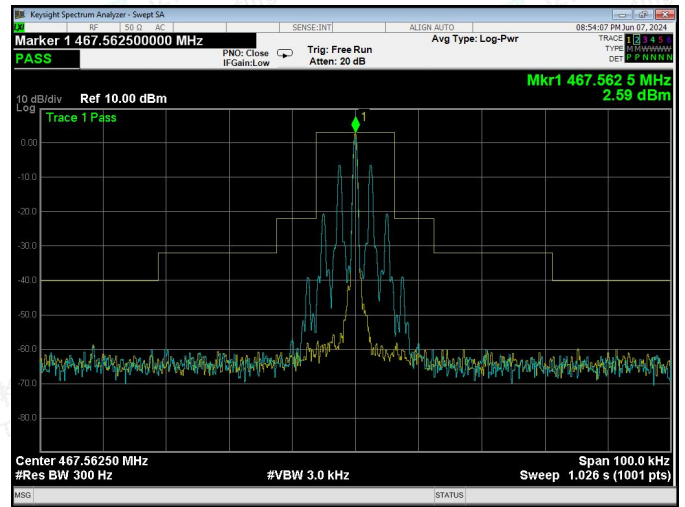 Keysight Spectrum Analyzer - Swept SA
LXI RF 50 Ω AC SENSE:INT ALIGN AUTO 08:54:07 PM Jun 07, 2024
Marker 1 467.562500000 MHz Avg Type: Log-Pwr TRACE 1 2 3 4 5 6
PASS PNO: Close Trig: Free Run TYPE M M W W W W
IFGain:Low Atten: 20 dB DET P P N N N N
Mkr1 467.562 5 MHz
10 dB/div Ref 10.00 dBm 2.59 dBm
Log
Trace 1 Pass
1
0.00
-10.0
-20.0
-30.0
-40.0
-50.0
-60.0
-70.0
-80.0
Center 467.56250 MHz Span 100.0 kHz
#Res BW 300 Hz #VBW 3.0 kHz Sweep 1.026 s (1001 pts)
MSG STATUS